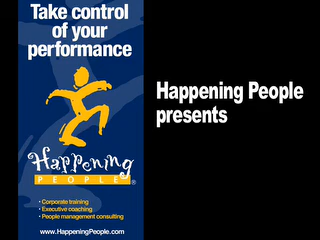 Take control
of your
performance
Happening
PEOPLE®
• Corporate training
• Executive coaching
• People management consulting
www.HappeningPeople.com
Happening People
presents